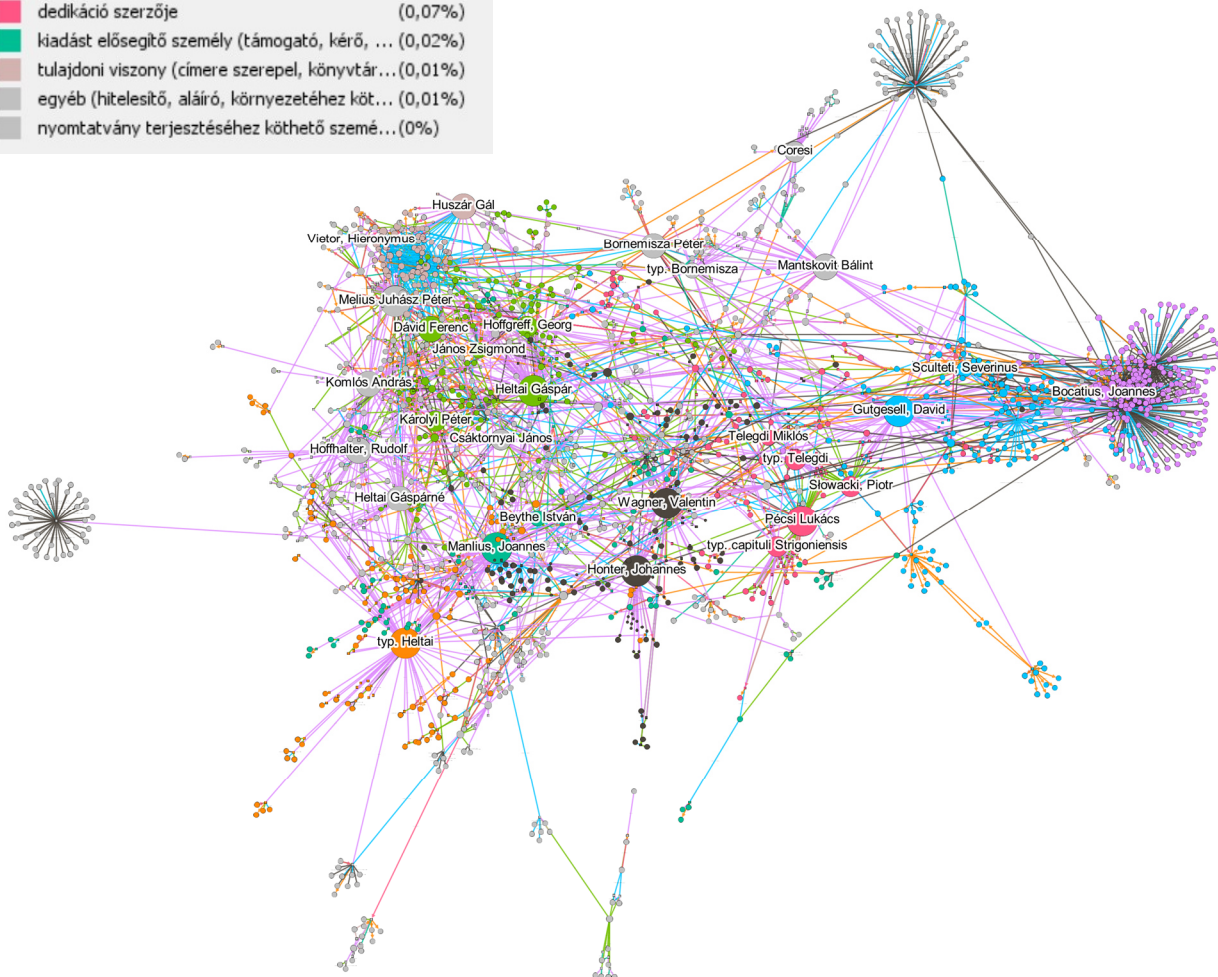 dedikáció szerzője (0,07%)
kiadást elősegítő személy (támogató, kérő, ... (0,02%)
tulajdoni viszony (címere szerepel, könyvtár... (0,01%)
egyéb (hitelesítő, aláíró, környezetéhez köt... (0,01%)
nyomtatvány terjesztéséhez köthető szemé... (0%)
Coresi
Huszár Gál
Vietor, Hieronymus
Bornemisza Péter
typ. Bornemisza
Mantskovit Bálint
Melius Juhász Péter
Dávid Ferenc
Hoffgreff, Georg
János Zsigmond
Sculteti, Severinus
Komlós András
Heltai Gáspár
Bocatius, Joannes
Gutgesell, David
Károlyi Péter
Csáktornyai János
Telegdi Miklós
Hoffhalter, Rudolf
typ. Telegdi
Słowacki, Piotr
Heltai Gáspárné
Wagner, Valentin
Beythe István
Pécsi Lukács
Manlius, Joannes
typ. capituli Strigoniensis
Honter, Johannes
typ. Heltai